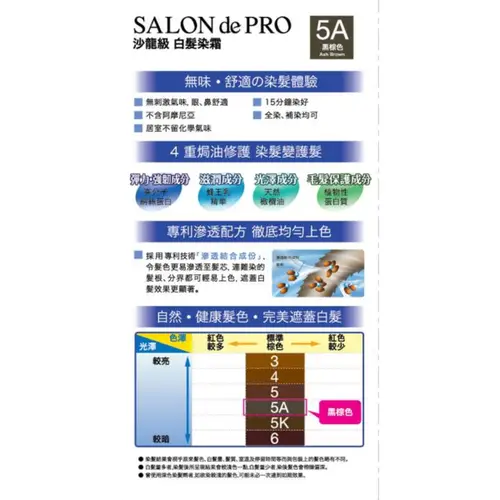 SALON de PRO
沙龍級 白髮染霜
5A
黑棕色
Ash Brown
無味・舒適の染髮體驗
無刺激氣味, 眼、鼻舒適
15分鐘染好
不含阿摩尼亞
全染、補染均可
居室不留化學氣味
4 重焗油修護 染髮變護髮
彈力・強韌成分
滋潤成分
光澤成分
毛髮保護成分
蜂王乳
天然
植物性
精華
橄欖油
蛋白質
專利滲透配方 徹底均勻上色
採用專利技術「滲透結合成份」,
令髮色更易滲透至髮芯, 連難染的
髮根、分界都可輕易上色, 遮蓋白
髮效果更顯著。
自然・健康髮色・完美遮蓋白髮
色澤
光澤
紅色
較多
標準
棕色
紅色
較少
較亮
3
4
5
5A
黑棕色
5K
較暗
6